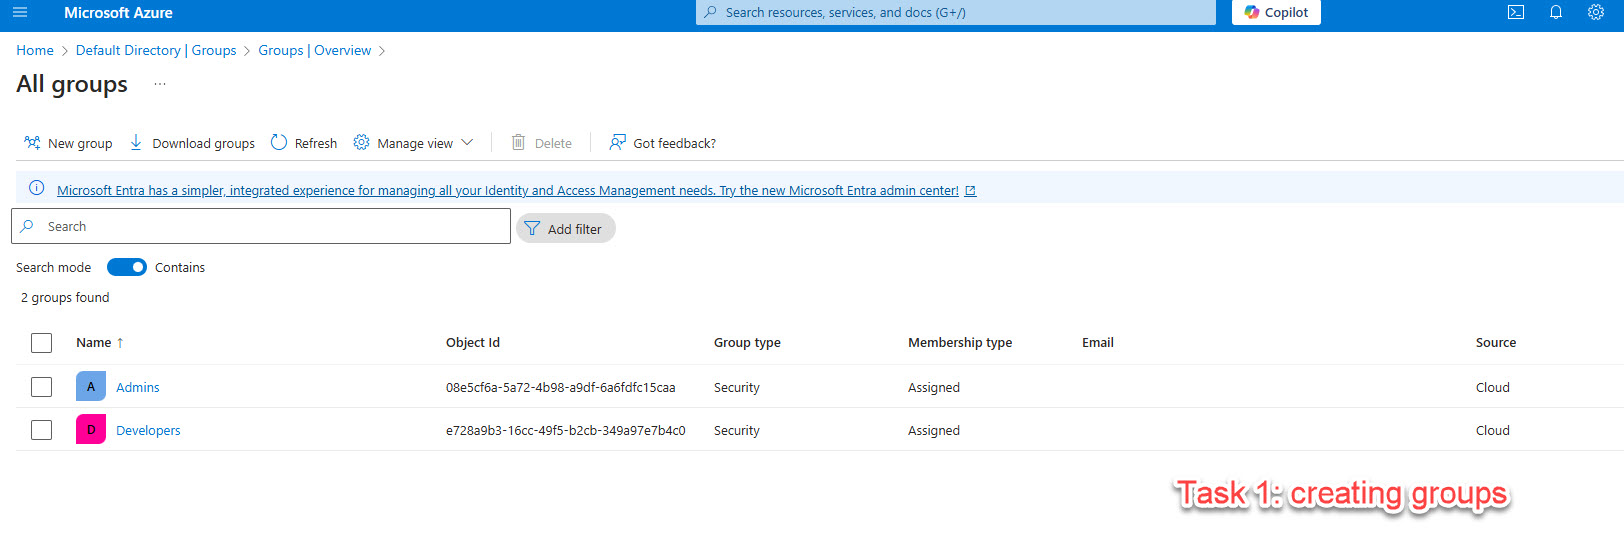 Microsoft Azure
Search resources, services, and docs (G+/)
Copilot
Home > Default Directory | Groups > Groups | Overview >
All groups ...
New group Download groups Refresh Manage view Delete Got feedback?
Microsoft Entra has a simpler, integrated experience for managing all your Identity and Access Management needs. Try the new Microsoft Entra admin center!
Search
Add filter
Search mode Contains
2 groups found
Name ↑ Object Id Group type Membership type Email Source
A Admins 08e5cf6a-5a72-4b98-a9df-6a6fdfc15caa Security Assigned Cloud
D Developers e728a9b3-16cc-49f5-b2cb-349a97e7b4c0 Security Assigned Cloud
Task 1: creating groups